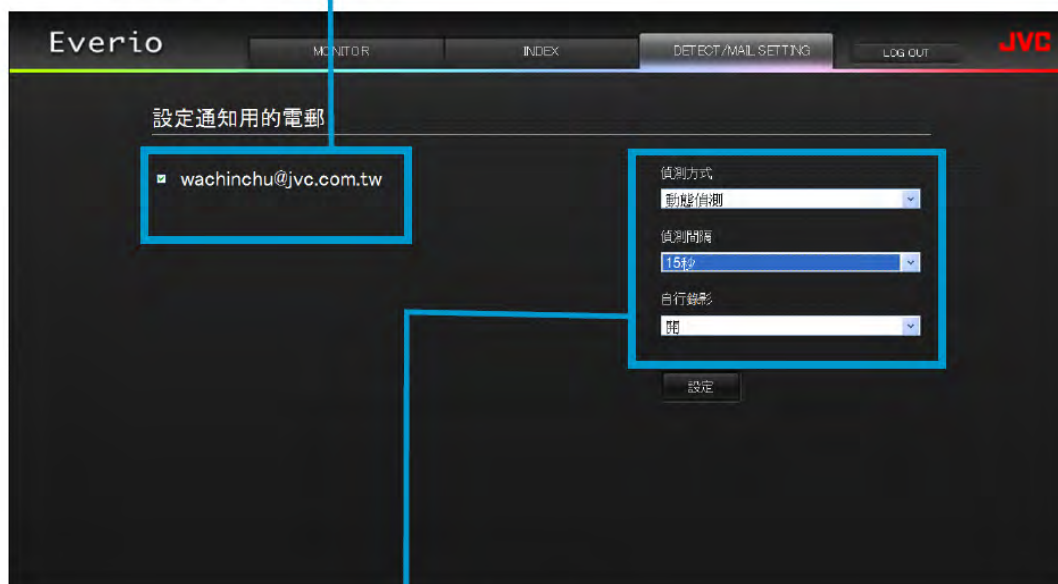 Everio
MONITOR
INDEX
DETECT/MAIL SETTING
LOG OUT
JVC
設定通知用的電郵
wachinchu@jvc.com.tw
偵測方式
動態偵測
偵測間隔
15秒
自行錄影
開
設定